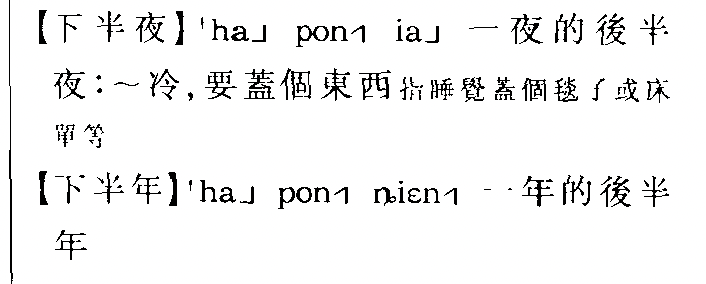 【下半夜】ˈha˩ pon˧˥ ia˩ 一夜的後半
夜：～冷，要蓋個東西指睡覺蓋個毯子或床
單等
【下半年】ˈha˩ pon˧˥ ȵiɛn˧˥ 一年的後半
年